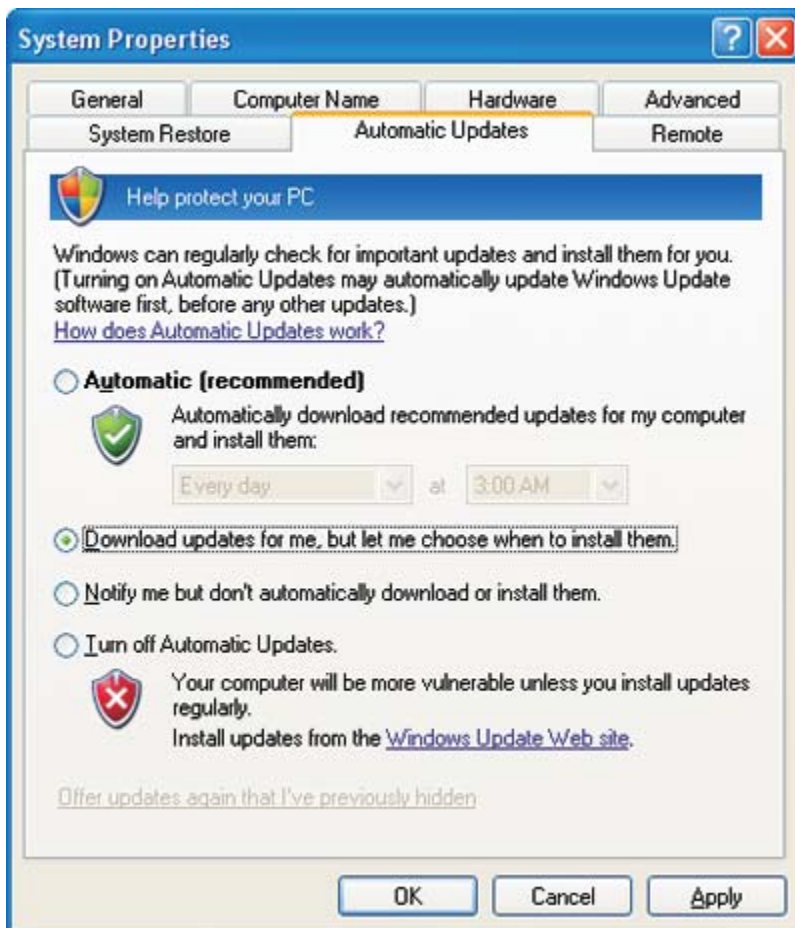 System Properties
General Computer Name Hardware Advanced
System Restore Automatic Updates Remote
Help protect your PC
Windows can regularly check for important updates and install them for you.
(Turning on Automatic Updates may automatically update Windows Update
software first, before any other updates.)
How does Automatic Updates work?
Automatic (recommended)
Automatically download recommended updates for my computer
and install them:
Every day at 3:00 AM
Download updates for me, but let me choose when to install them.
Notify me but don't automatically download or install them.
Turn off Automatic Updates.
Your computer will be more vulnerable unless you install updates
regularly.
Install updates from the Windows Update Web site.
Offer updates again that I've previously hidden
OK Cancel Apply